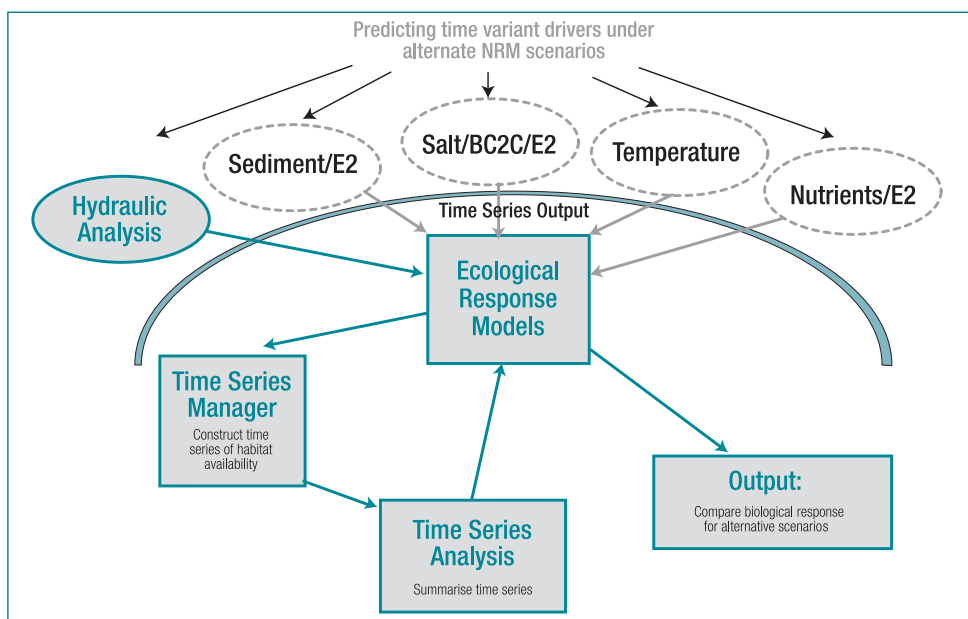 Predicting time variant drivers under
alternate NRM scenarios
Sediment/E2
Salt/BC2C/E2
Temperature
Nutrients/E2
Hydraulic
Analysis
Time Series Output
Ecological
Response
Models
Time Series
Manager
Construct time
series of habitat
availability
Time Series
Analysis
Summarise time series
Output:
Compare biological response
for alternative scenarios